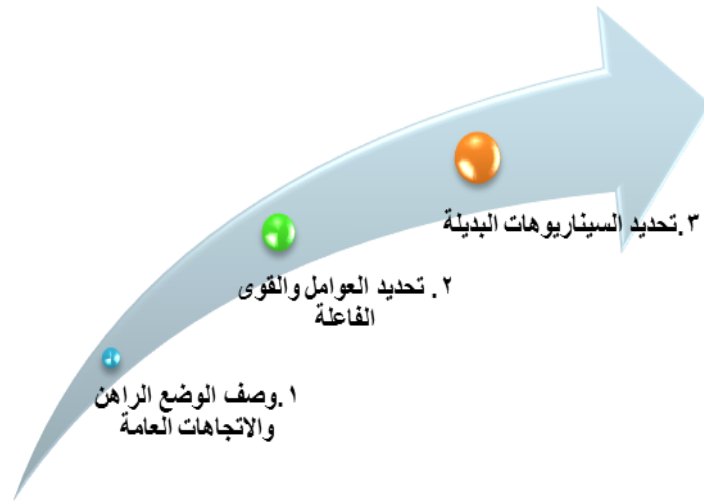 ١.وصف الوضع الراهن
والاتجاهات العامة
٢. تحديد العوامل والقوى
الفاعلة
٣.تحديد السيناريوهات البديلة